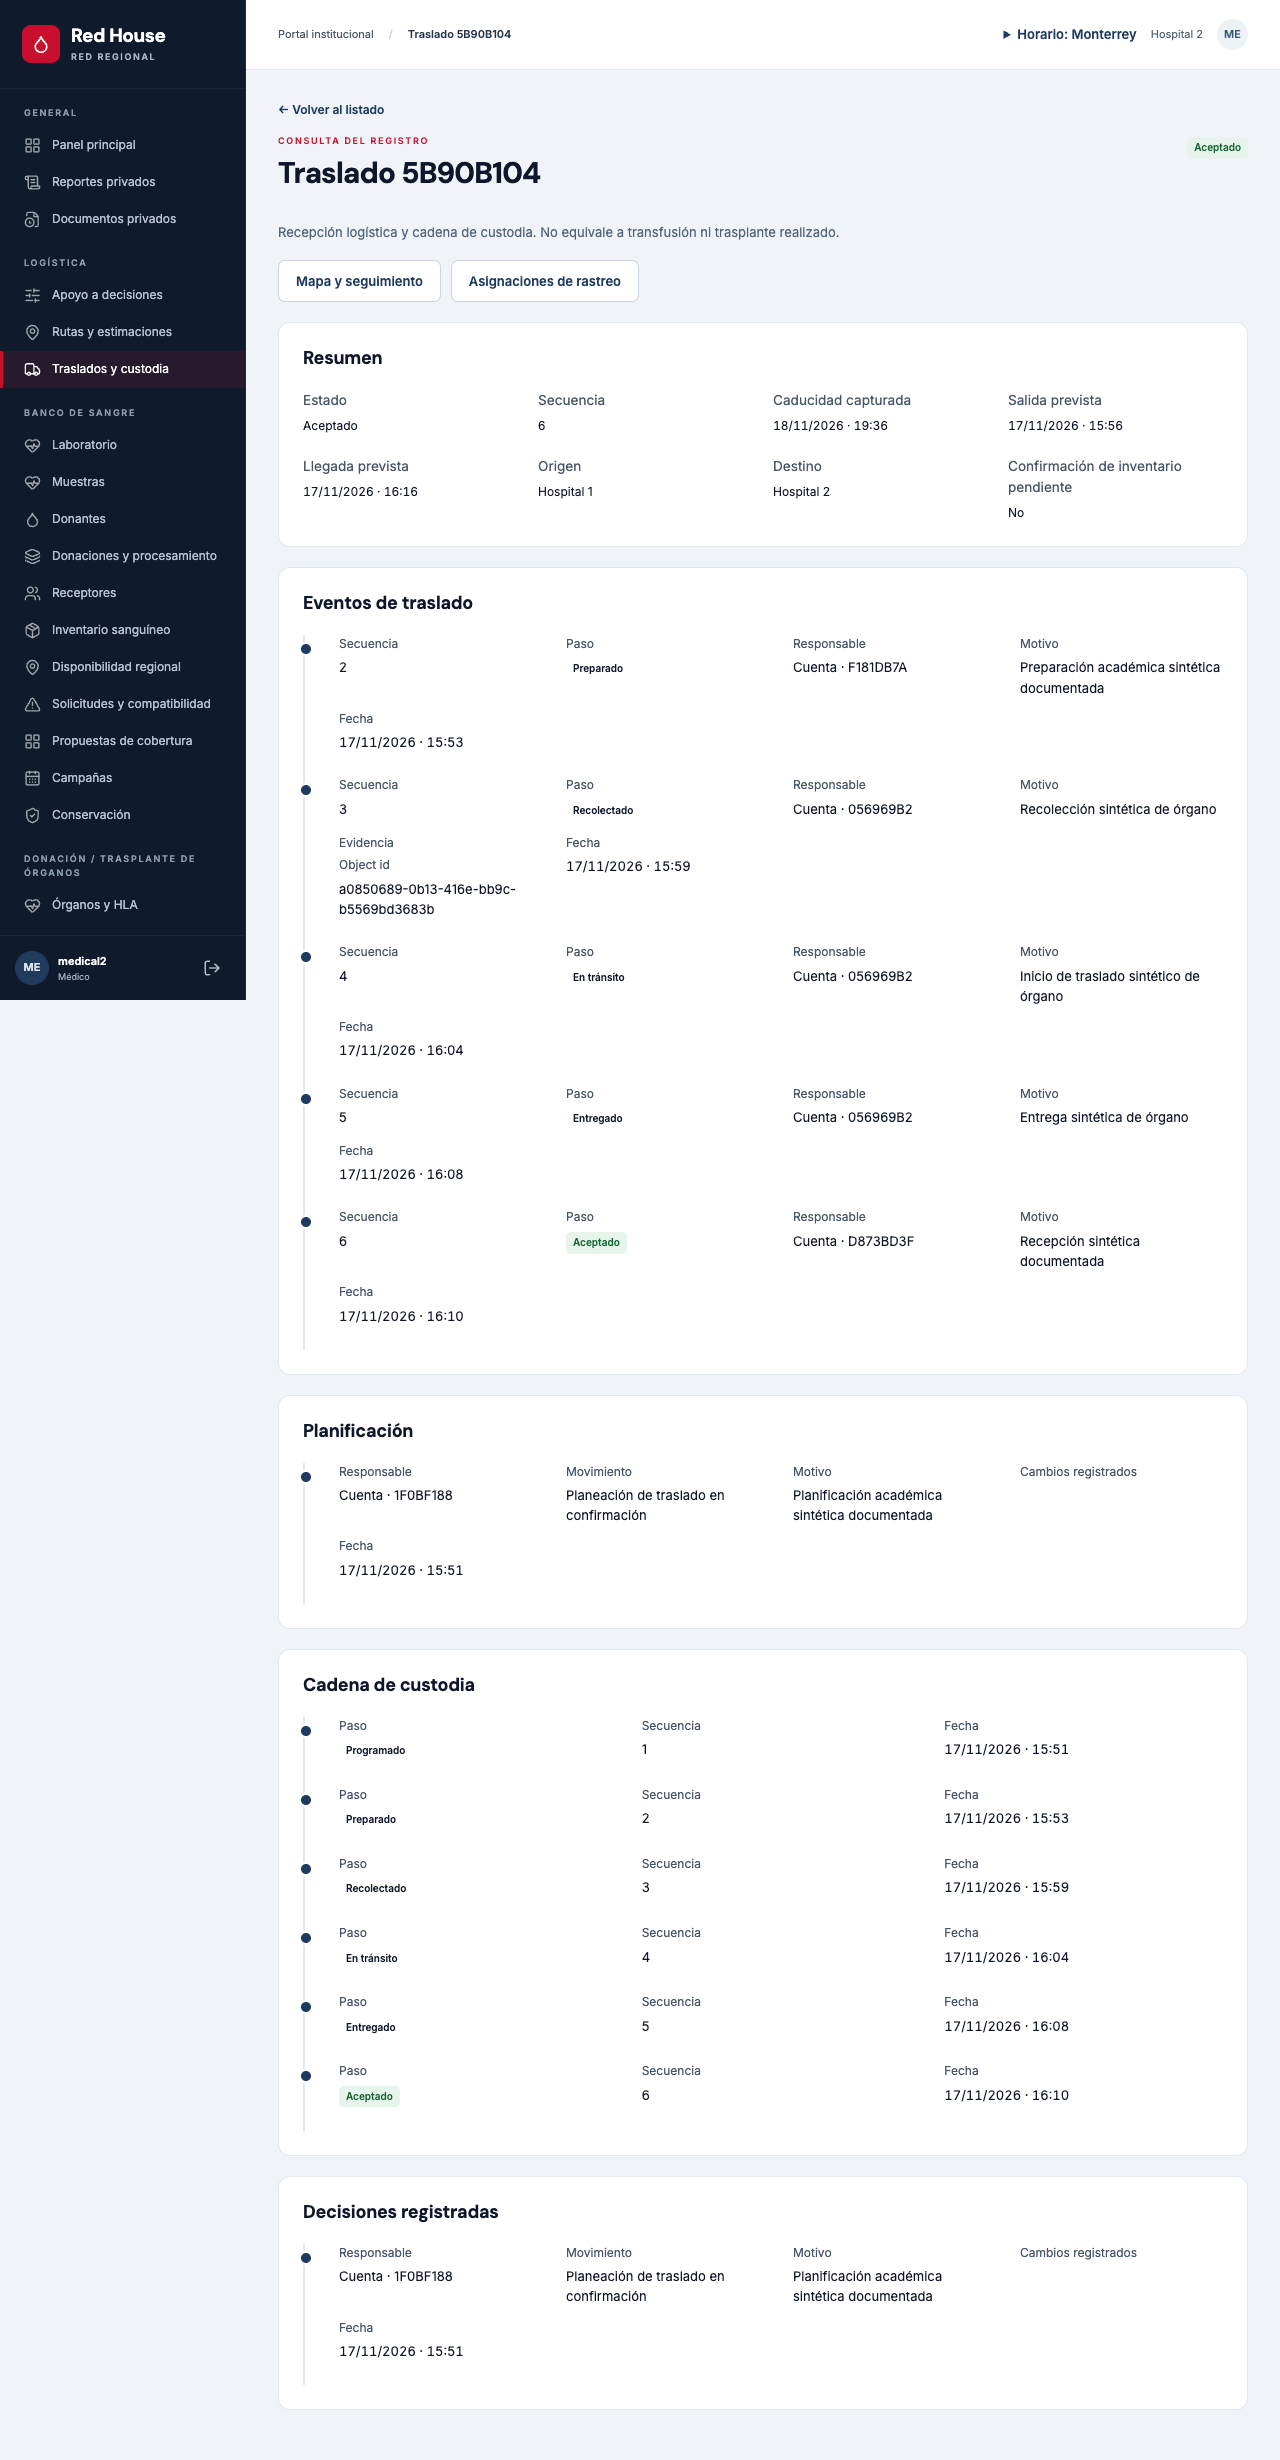 Red House
RED REGIONAL
GENERAL
Panel principal
Reportes privados
Documentos privados
LOGÍSTICA
Apoyo a decisiones
Rutas y estimaciones
Traslados y custodia
BANCO DE SANGRE
Laboratorio
Muestras
Donantes
Donaciones y procesamiento
Receptores
Inventario sanguíneo
Disponibilidad regional
Solicitudes y compatibilidad
Propuestas de cobertura
Campañas
Conservación
DONACIÓN / TRASPLANTE DE
ÓRGANOS
Órganos y HLA
ME
medical2
Médico
Portal institucional / Traslado 5B90B104
▶ Horario: Monterrey Hospital 2 ME
← Volver al listado
CONSULTA DEL REGISTRO
Traslado 5B90B104
Aceptado
Recepción logística y cadena de custodia. No equivale a transfusión ni trasplante realizado.
Mapa y seguimiento Asignaciones de rastreo
Resumen
Estado Secuencia Caducidad capturada Salida prevista
Aceptado 6 18/11/2026 · 19:36 17/11/2026 · 15:56
Llegada prevista Origen Destino Confirmación de inventario
pendiente
17/11/2026 · 16:16 Hospital 1 Hospital 2
No
Eventos de traslado
Secuencia Paso Responsable Motivo
2 Preparado Cuenta · F181DB7A Preparación académica sintética
documentada
Fecha
17/11/2026 · 15:53
Secuencia Paso Responsable Motivo
3 Recolectado Cuenta · 056969B2 Recolección sintética de órgano
Evidencia Fecha
Object id 17/11/2026 · 15:59
a0850689-0b13-416e-bb9c-
b5569bd3683b
Secuencia Paso Responsable Motivo
4 En tránsito Cuenta · 056969B2 Inicio de traslado sintético de
órgano
Fecha
17/11/2026 · 16:04
Secuencia Paso Responsable Motivo
5 Entregado Cuenta · 056969B2 Entrega sintética de órgano
Fecha
17/11/2026 · 16:08
Secuencia Paso Responsable Motivo
6 Aceptado Cuenta · D873BD3F Recepción sintética
documentada
Fecha
17/11/2026 · 16:10
Planificación
Responsable Movimiento Motivo Cambios registrados
Cuenta · 1F0BF188 Planeación de traslado en Planificación académica
confirmación sintética documentada
Fecha
17/11/2026 · 15:51
Cadena de custodia
Paso Secuencia Fecha
Programado 1 17/11/2026 · 15:51
Paso Secuencia Fecha
Preparado 2 17/11/2026 · 15:53
Paso Secuencia Fecha
Recolectado 3 17/11/2026 · 15:59
Paso Secuencia Fecha
En tránsito 4 17/11/2026 · 16:04
Paso Secuencia Fecha
Entregado 5 17/11/2026 · 16:08
Paso Secuencia Fecha
Aceptado 6 17/11/2026 · 16:10
Decisiones registradas
Responsable Movimiento Motivo Cambios registrados
Cuenta · 1F0BF188 Planeación de traslado en Planificación académica
confirmación sintética documentada
Fecha
17/11/2026 · 15:51